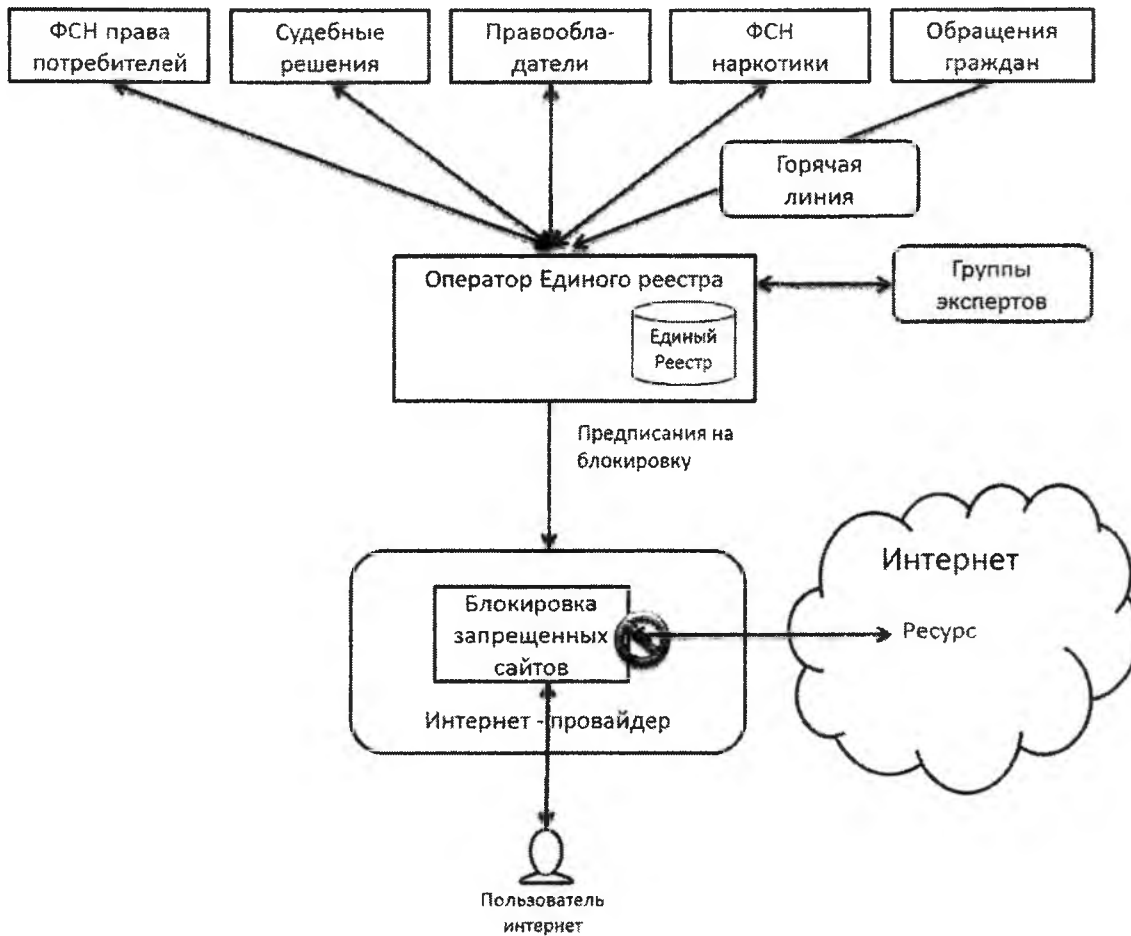 ФСН права
потребителей
Судебные
решения
Правообла-
датели
ФСН
наркотики
Обращения
граждан
Горячая
линия
Оператор Единого реестра
Единый
Реестр
Группы
экспертов
Предписания на
блокировку
Интернет
Ресурс
Блокировка
запрещенных
сайтов
Интернет - провайдер
Пользователь
интернет